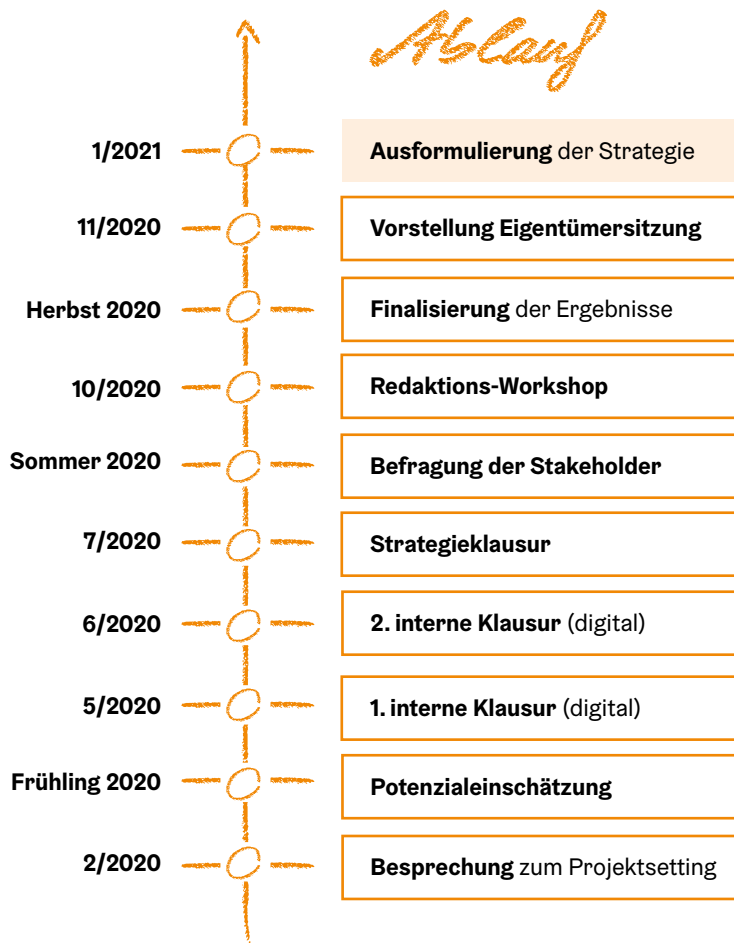 Ablauf
1/2021 Ausformulierung der Strategie
11/2020 Vorstellung Eigentümersitzung
Herbst 2020 Finalisierung der Ergebnisse
10/2020 Redaktions-Workshop
Sommer 2020 Befragung der Stakeholder
7/2020 Strategieklausur
6/2020 2. interne Klausur (digital)
5/2020 1. interne Klausur (digital)
Frühling 2020 Potenzialeinschätzung
2/2020 Besprechung zum Projektsetting